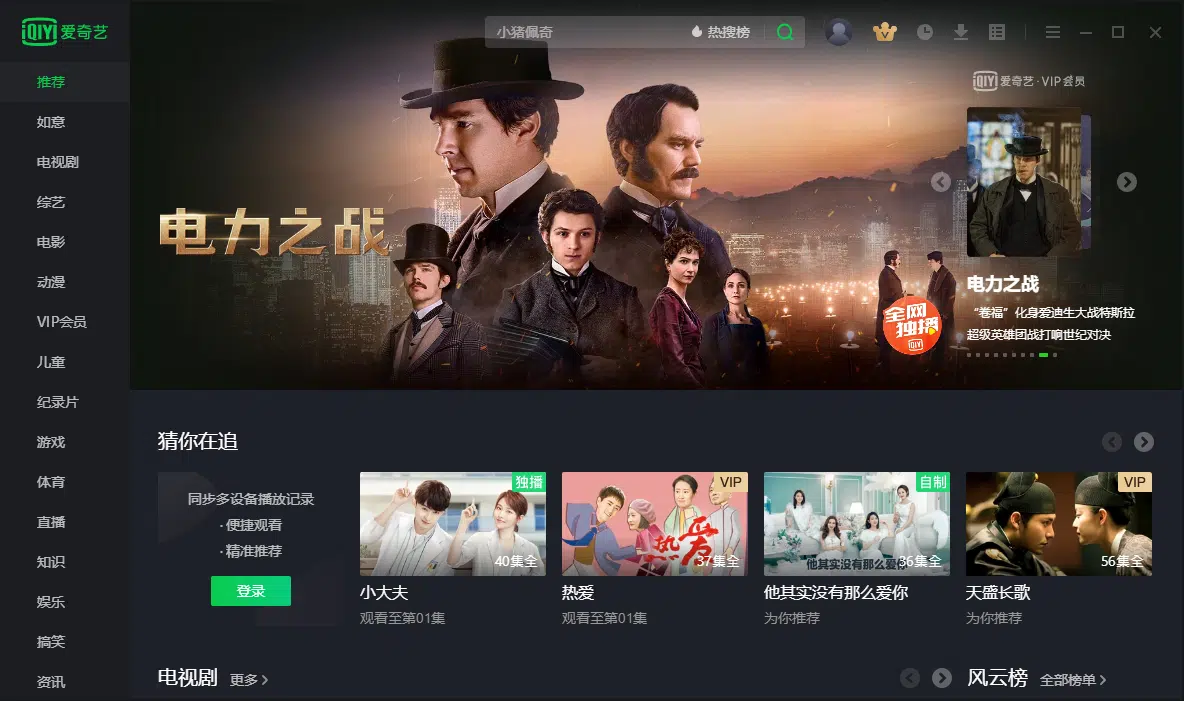 iQIYI 爱奇艺
小猪佩奇
热搜榜
推荐
如意
电视剧
综艺
电影
动漫
VIP会员
儿童
纪录片
游戏
体育
直播
知识
娱乐
搞笑
资讯
iQIYI 爱奇艺·VIP会员
电力之战
全网
独播
iQIYI
电力之战
“卷福”化身爱迪生大战特斯拉
超级英雄团战打响世纪对决
猜你在追
同步多设备播放记录
·便捷观看
·精准推荐
登录
独播
40集全
小大夫
观看至第01集
VIP
热爱
37集全
热爱
观看至第01集
自制
他其实没有那么爱你
36集全
他其实没有那么爱你
为你推荐
VIP
56集全
天盛长歌
为你推荐
电视剧 更多
风云榜 全部榜单